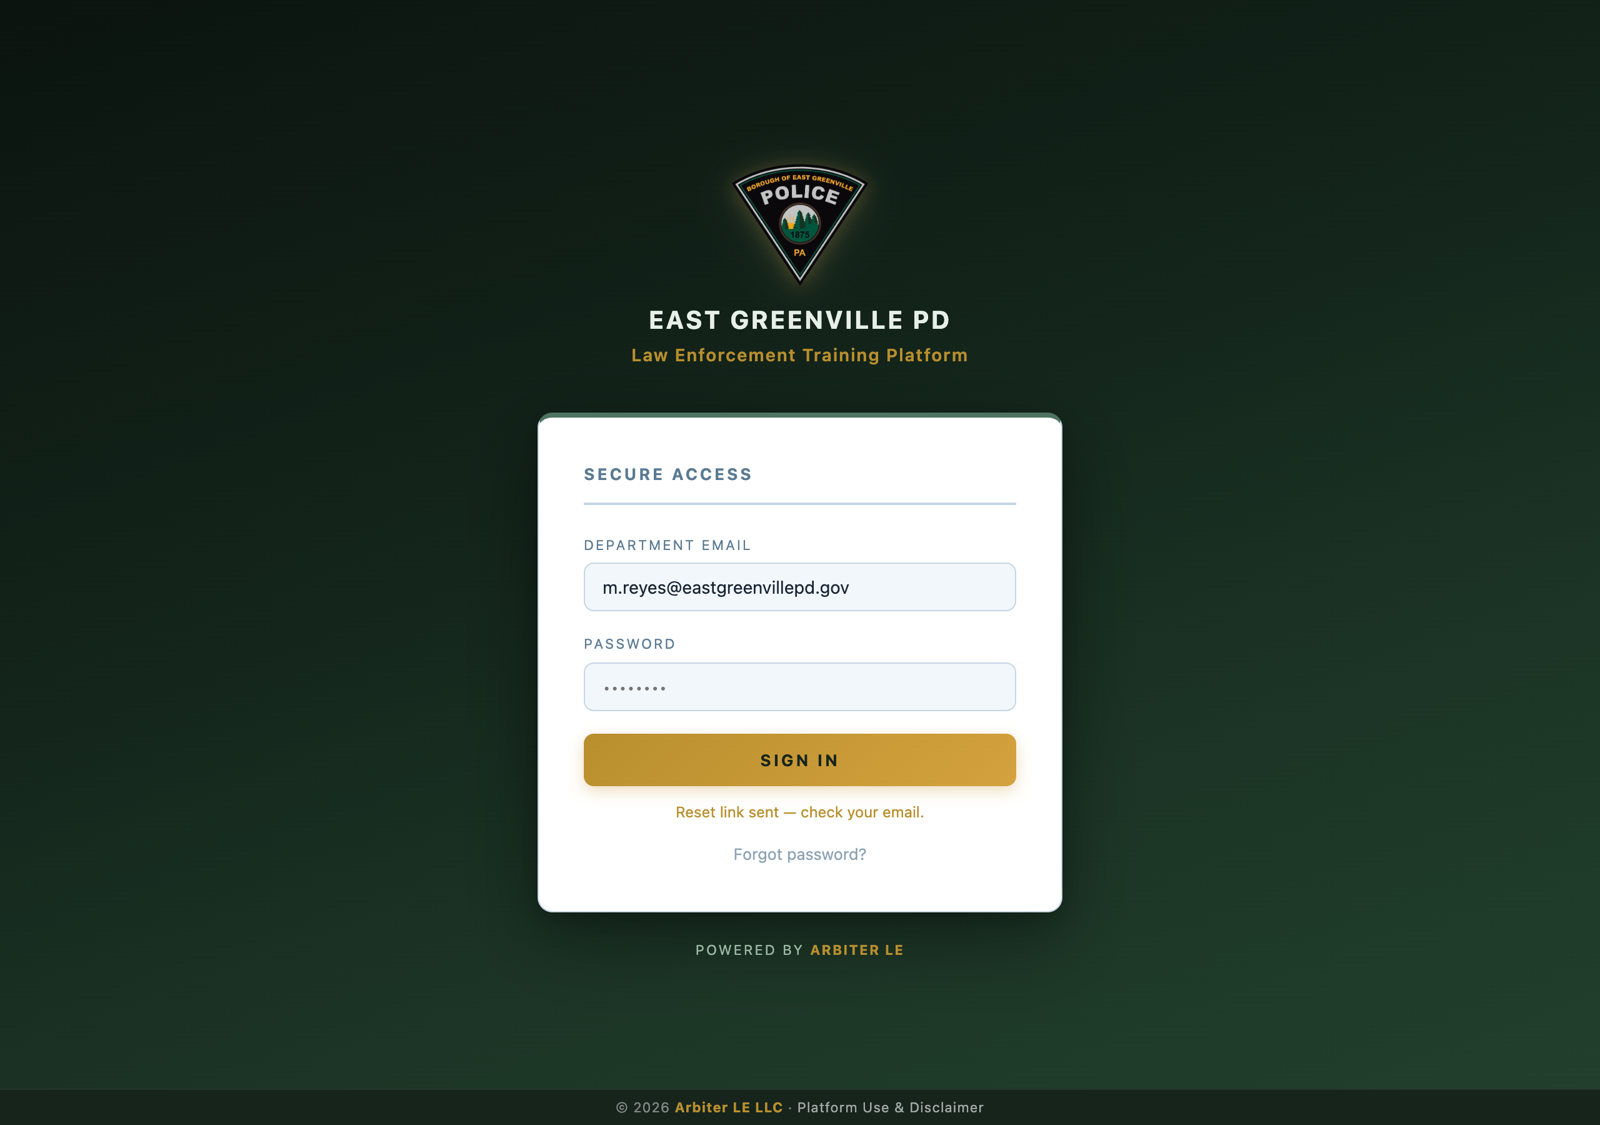 BOROUGH OF EAST GREENVILLE
POLICE
1875
PA
EAST GREENVILLE PD
Law Enforcement Training Platform
SECURE ACCESS
DEPARTMENT EMAIL
m.reyes@eastgreenvillepd.gov
PASSWORD
••••••••
SIGN IN
Reset link sent — check your email.
Forgot password?
POWERED BY ARBITER LE
© 2026 Arbiter LE LLC · Platform Use & Disclaimer